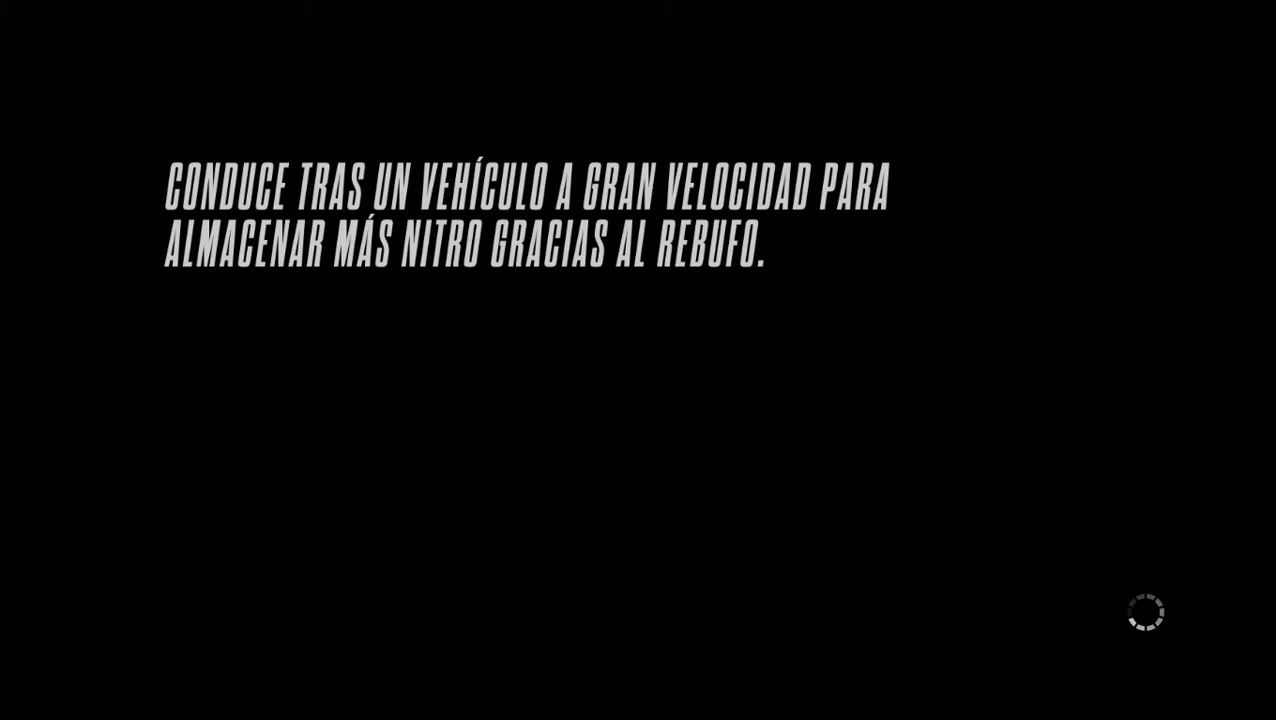 CONDUCE TRAS UN VEHÍCULO A GRAN VELOCIDAD PARA
ALMACENAR MÁS NITRO GRACIAS AL REBUFO.